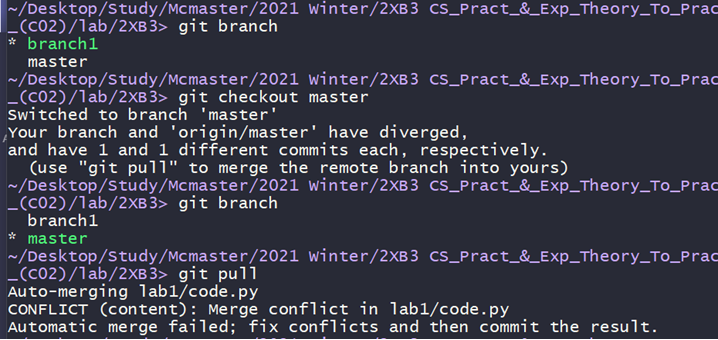 ~/Desktop/Study/Mcmaster/2021 Winter/2XB3 CS_Pract_&_Exp_Theory_To_Prac
_(C02)/lab/2XB3> git branch
* branch1
master
~/Desktop/Study/Mcmaster/2021 Winter/2XB3 CS_Pract_&_Exp_Theory_To_Prac
_(C02)/lab/2XB3> git checkout master
Switched to branch 'master'
Your branch and 'origin/master' have diverged,
and have 1 and 1 different commits each, respectively.
(use "git pull" to merge the remote branch into yours)
~/Desktop/Study/Mcmaster/2021 Winter/2XB3 CS_Pract_&_Exp_Theory_To_Prac
_(C02)/lab/2XB3> git branch
branch1
* master
~/Desktop/Study/Mcmaster/2021 Winter/2XB3 CS_Pract_&_Exp_Theory_To_Prac
_(C02)/lab/2XB3> git pull
Auto-merging lab1/code.py
CONFLICT (content): Merge conflict in lab1/code.py
Automatic merge failed; fix conflicts and then commit the result.